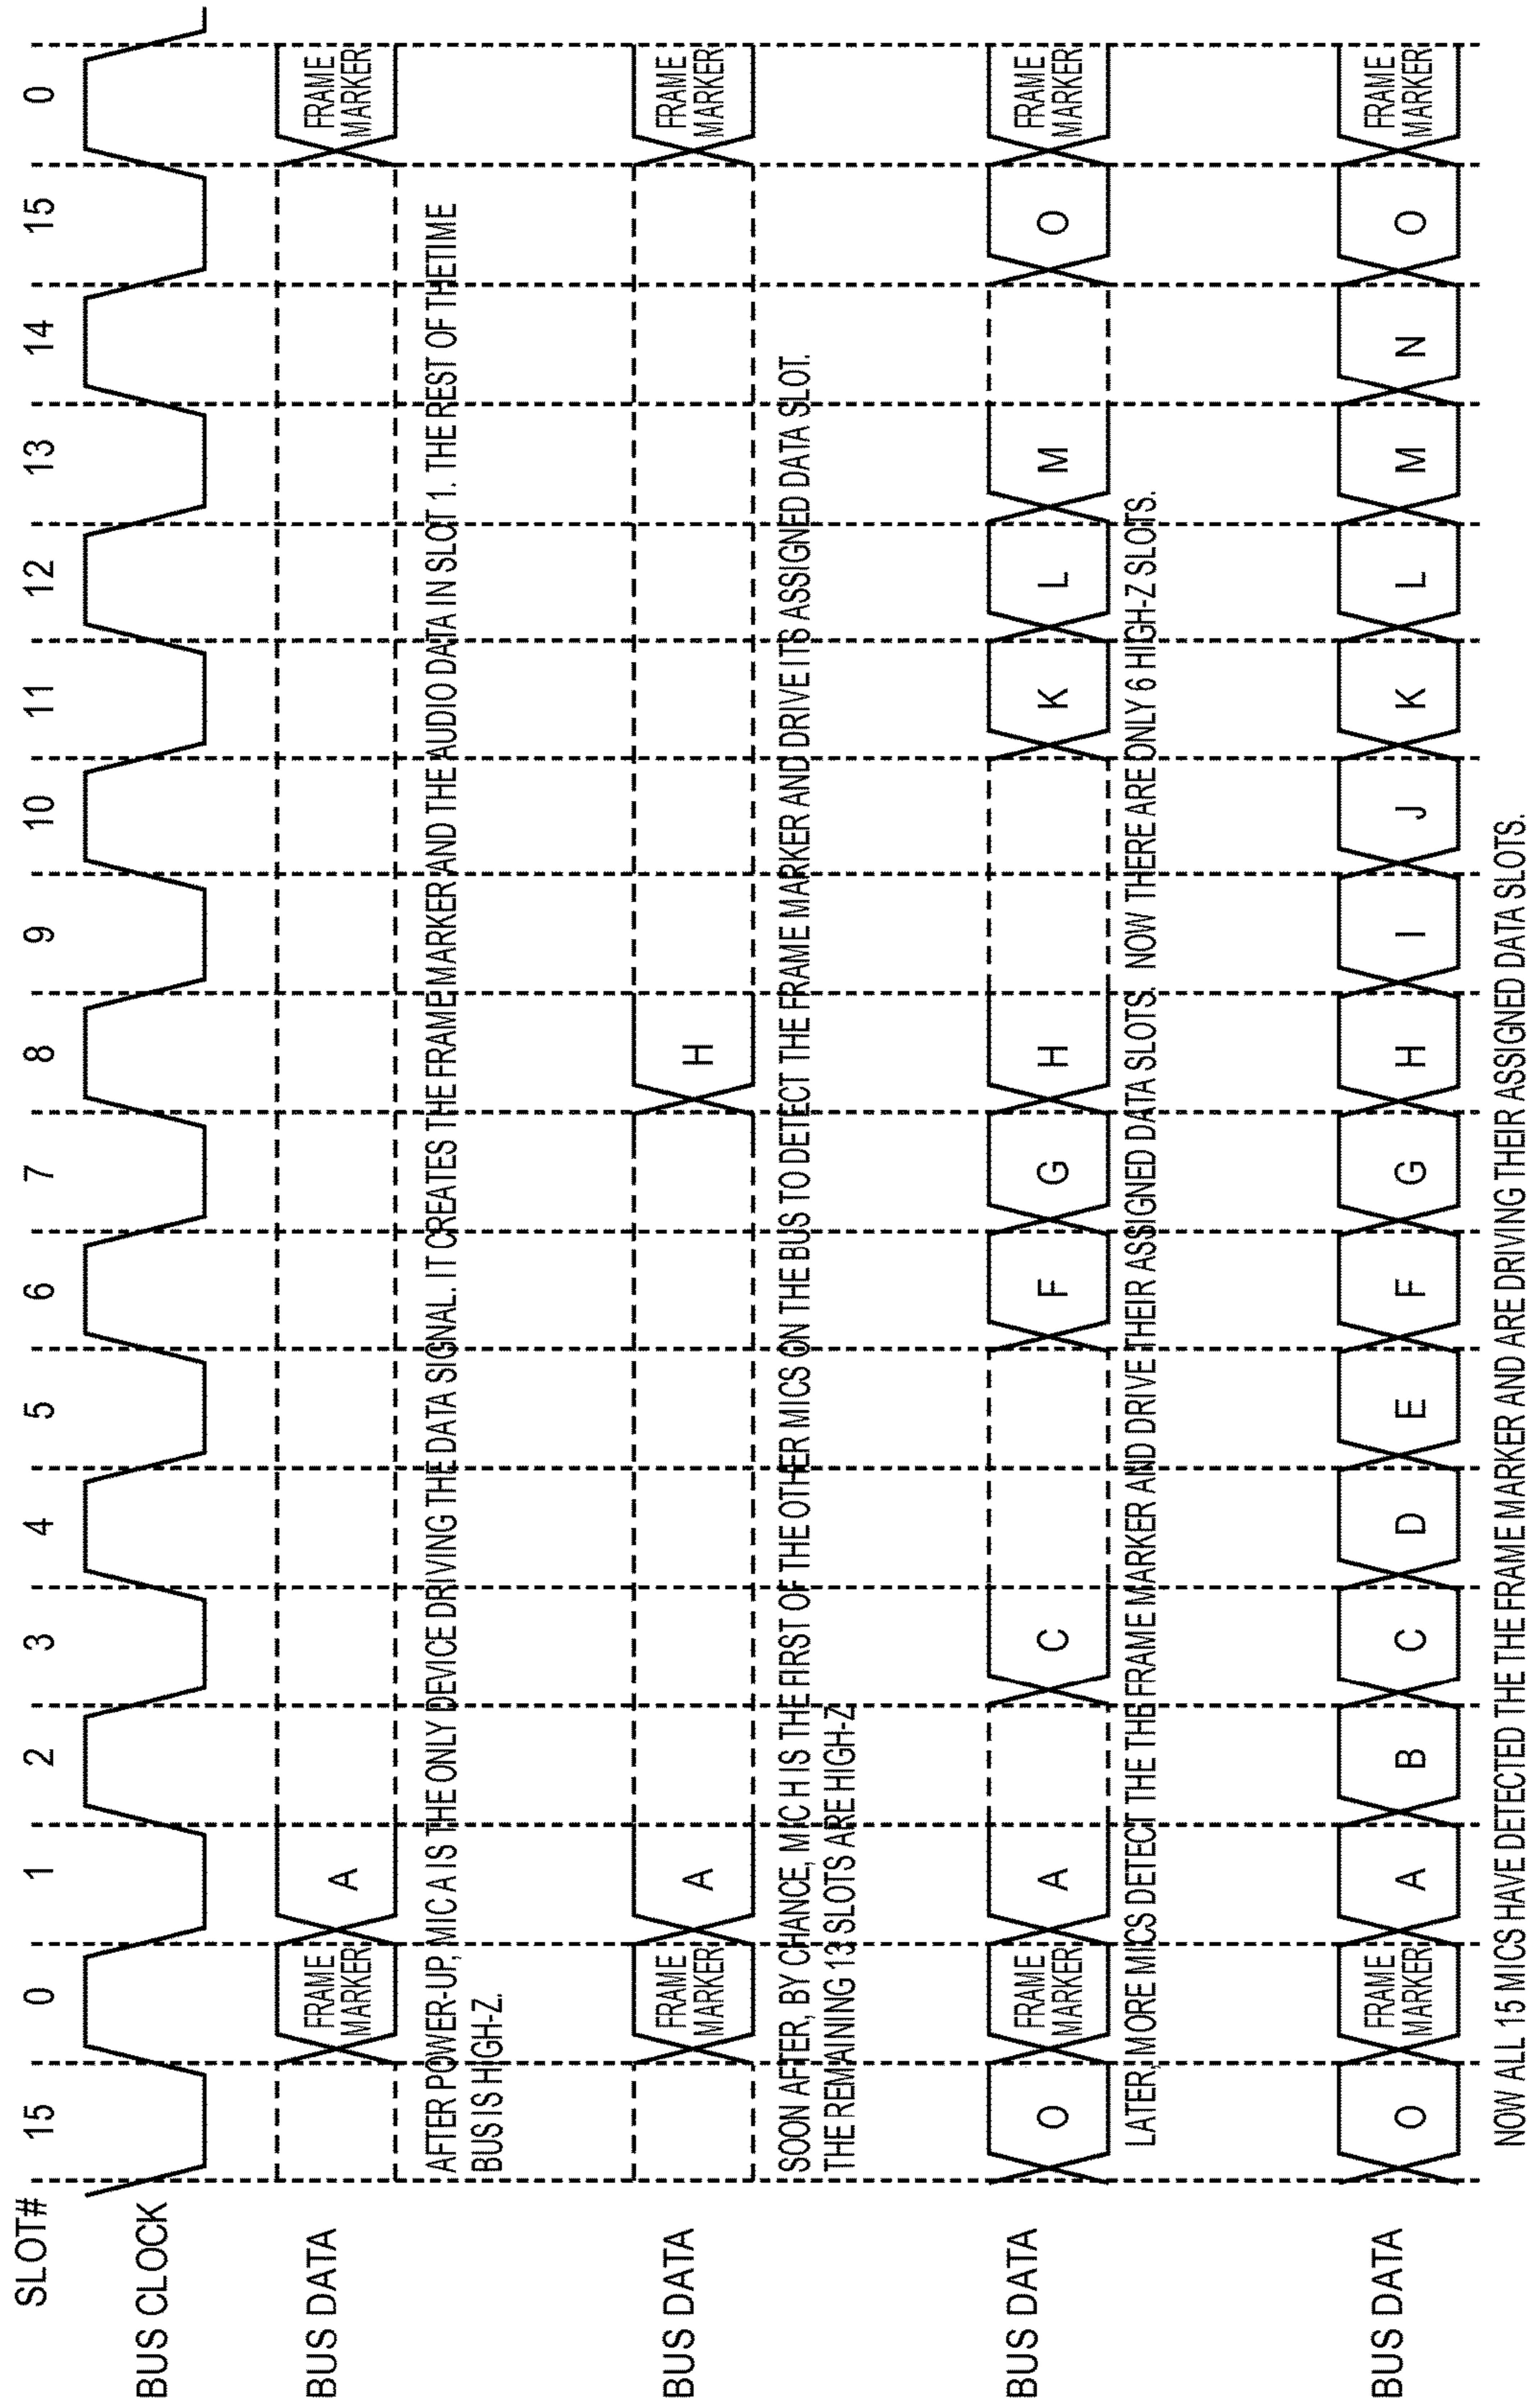 SLOT# 15 0 1 2 3 4 5 6 7 8 9 10 11 12 13 14 15 0
BUS CLOCK
BUS DATA FRAME MARKER A FRAME MARKER
AFTER POWER-UP, MIC A IS THE ONLY DEVICE DRIVING THE DATA SIGNAL. IT CREATES THE FRAME MARKER AND THE AUDIO DATA IN SLOT 1. THE REST OF THETIME
BUS IS HIGH-Z.
BUS DATA FRAME MARKER A H FRAME MARKER
SOON AFTER, BY CHANCE, MIC H IS THE FIRST OF THE OTHER MICS ON THE BUS TO DETECT THE FRAME MARKER AND DRIVE ITS ASSIGNED DATA SLOT.
THE REMAINING 13 SLOTS ARE HIGH-Z
BUS DATA O FRAME MARKER A C F G H K L M O FRAME MARKER
LATER, MORE MICS DETECT THE THE FRAME MARKER AND DRIVE THEIR ASSIGNED DATA SLOTS. NOW THERE ARE ONLY 6 HIGH-Z SLOTS.
BUS DATA O FRAME MARKER A B C D E F G H I J K L M N O FRAME MARKER
NOW ALL 15 MICS HAVE DETECTED THE THE FRAME MARKER AND ARE DRIVING THEIR ASSIGNED DATA SLOTS.